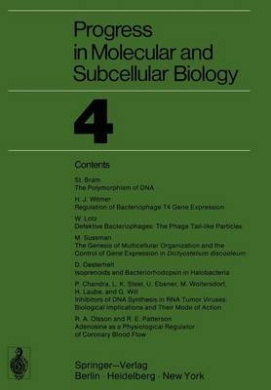 Progress
in Molecular and
Subcellular Biology
4
Contents
St. Bram
The Polymorphism of DNA
H. J. Witmer
Regulation of Bacteriophage T4 Gene Expression
W. Lotz
Defektive Bacteriophages: The Phage Tail-like Particles
M. Sussman
The Genesis of Multicellular Organization and the
Control of Gene Expression in Dictyostelium discoideum
D. Oesterhelt
Isoprenoids and Bacteriorhodopsin in Halobacteria
P. Chandra, L. K. Steel, U. Ebener, M. Woltersdorf,
H. Laube, and G. Will
Inhibitors of DNA Synthesis in RNA Tumor Viruses:
Biological Implications and Their Mode of Action
R. A. Olsson and R. E. Patterson
Adenosine as a Physiological Regulator
of Coronary Blood Flow
Springer-Verlag
Berlin · Heidelberg · New York